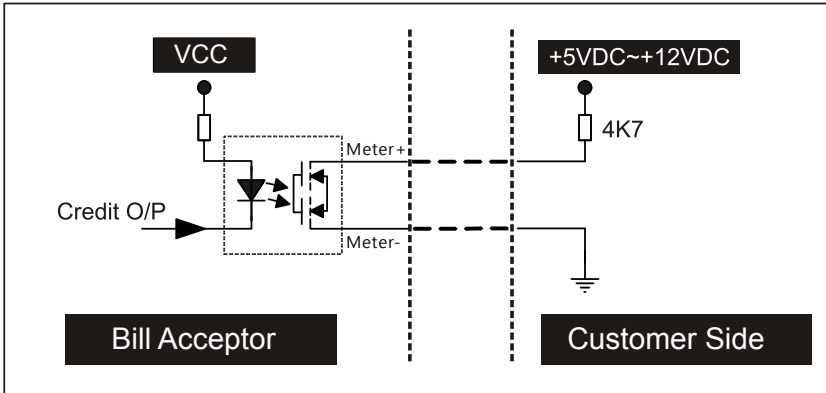 VCC
+5VDC~+12VDC
4K7
Meter+
Credit O/P
Meter-
Bill Acceptor
Customer Side